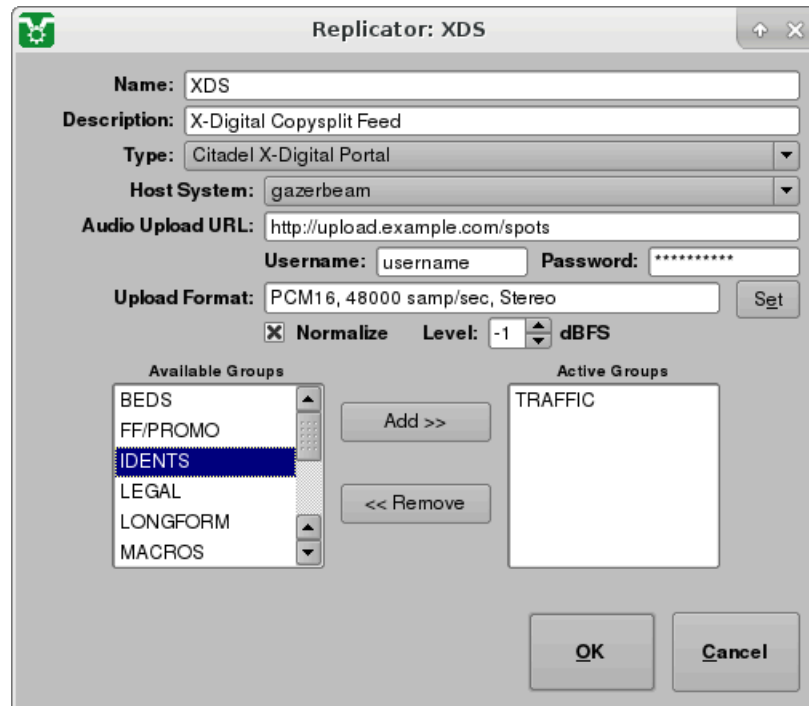 Replicator: XDS
Name: XDS
Description: X-Digital Copysplit Feed
Type: Citadel X-Digital Portal
Host System: gazerbeam
Audio Upload URL: http://upload.example.com/spots
Username: username Password: **********
Upload Format: PCM16, 48000 samp/sec, Stereo Set
Normalize Level: -1 dBFS
Available Groups Active Groups
BEDS TRAFFIC
FF/PROMO Add >>
IDENTS
LEGAL
LONGFORM << Remove
MACROS
OK Cancel